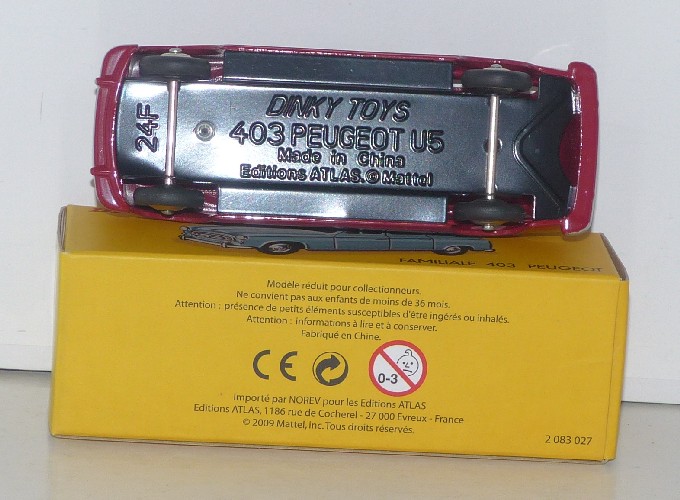 24F
DINKY TOYS
403 PEUGEOT U5
Made in China
Editions ATLAS. © Mattel
FAMILIALE 403 PEUGEOT
Modèle réduit pour collectionneurs.
Ne convient pas aux enfants de moins de 36 mois.
Attention : présence de petits éléments susceptibles d'être ingérés ou inhalés.
Attention : informations à lire et à conserver.
Fabriqué en Chine.
CE
0-3
Importé par NOREV pour les Editions ATLAS
Editions ATLAS, 1186 rue de Cocherel - 27 000 Evreux - France
© 2009 Mattel, Inc. Tous droits réservés.
2 083 027